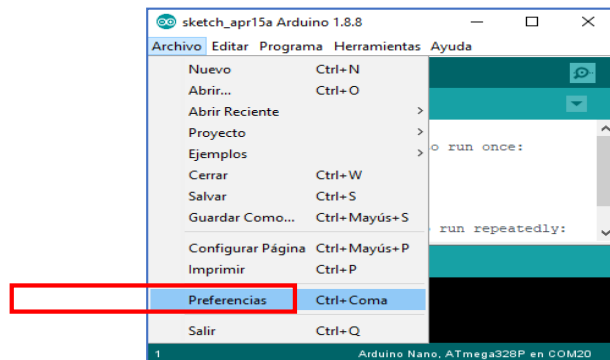 sketch_apr15a Arduino 1.8.8
Archivo Editar Programa Herramientas Ayuda
Nuevo Ctrl+N
Abrir... Ctrl+O
Abrir Reciente >
Proyecto >
Ejemplos >
o run once:
Cerrar Ctrl+W
Salvar Ctrl+S
Guardar Como... Ctrl+Mayús+S
run repeatedly:
Configurar Página Ctrl+Mayús+P
Imprimir Ctrl+P
Preferencias Ctrl+Coma
Salir Ctrl+Q
1 Arduino Nano, ATmega328P en COM20